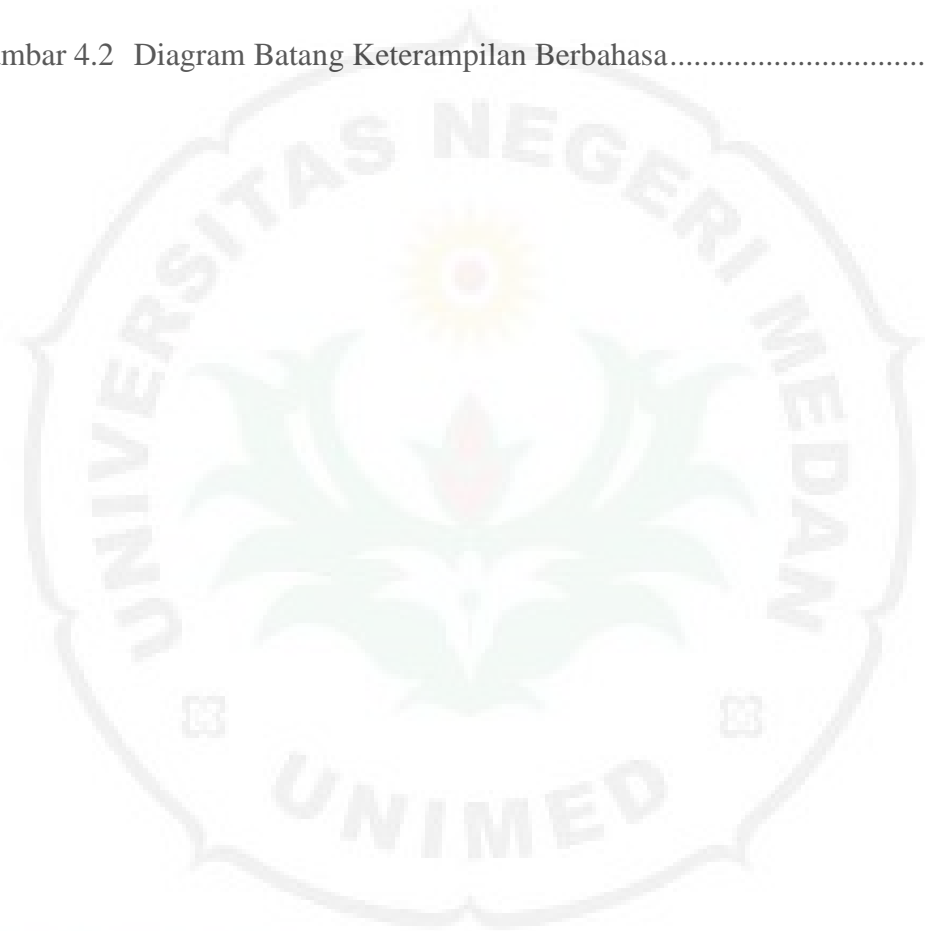 mbar 4.2 Diagram Batang Keterampilan Berbahasa................................
UNIVERSITAS NEGERI MEDAN
UNIMED